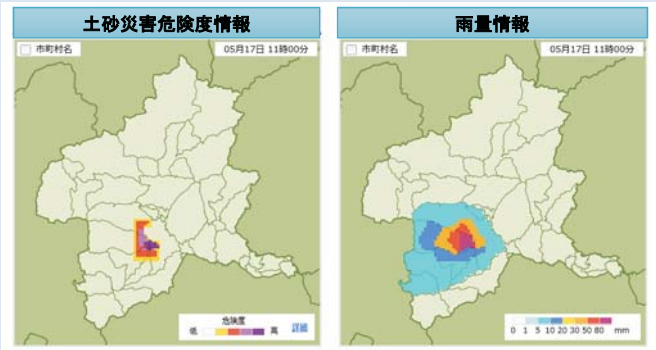 土砂災害危険度情報
市町村名
05月17日 11時00分
危険度
低
高
詳細
雨量情報
市町村名
05月17日 11時00分
0 1 5 10 20 30 50 80 mm